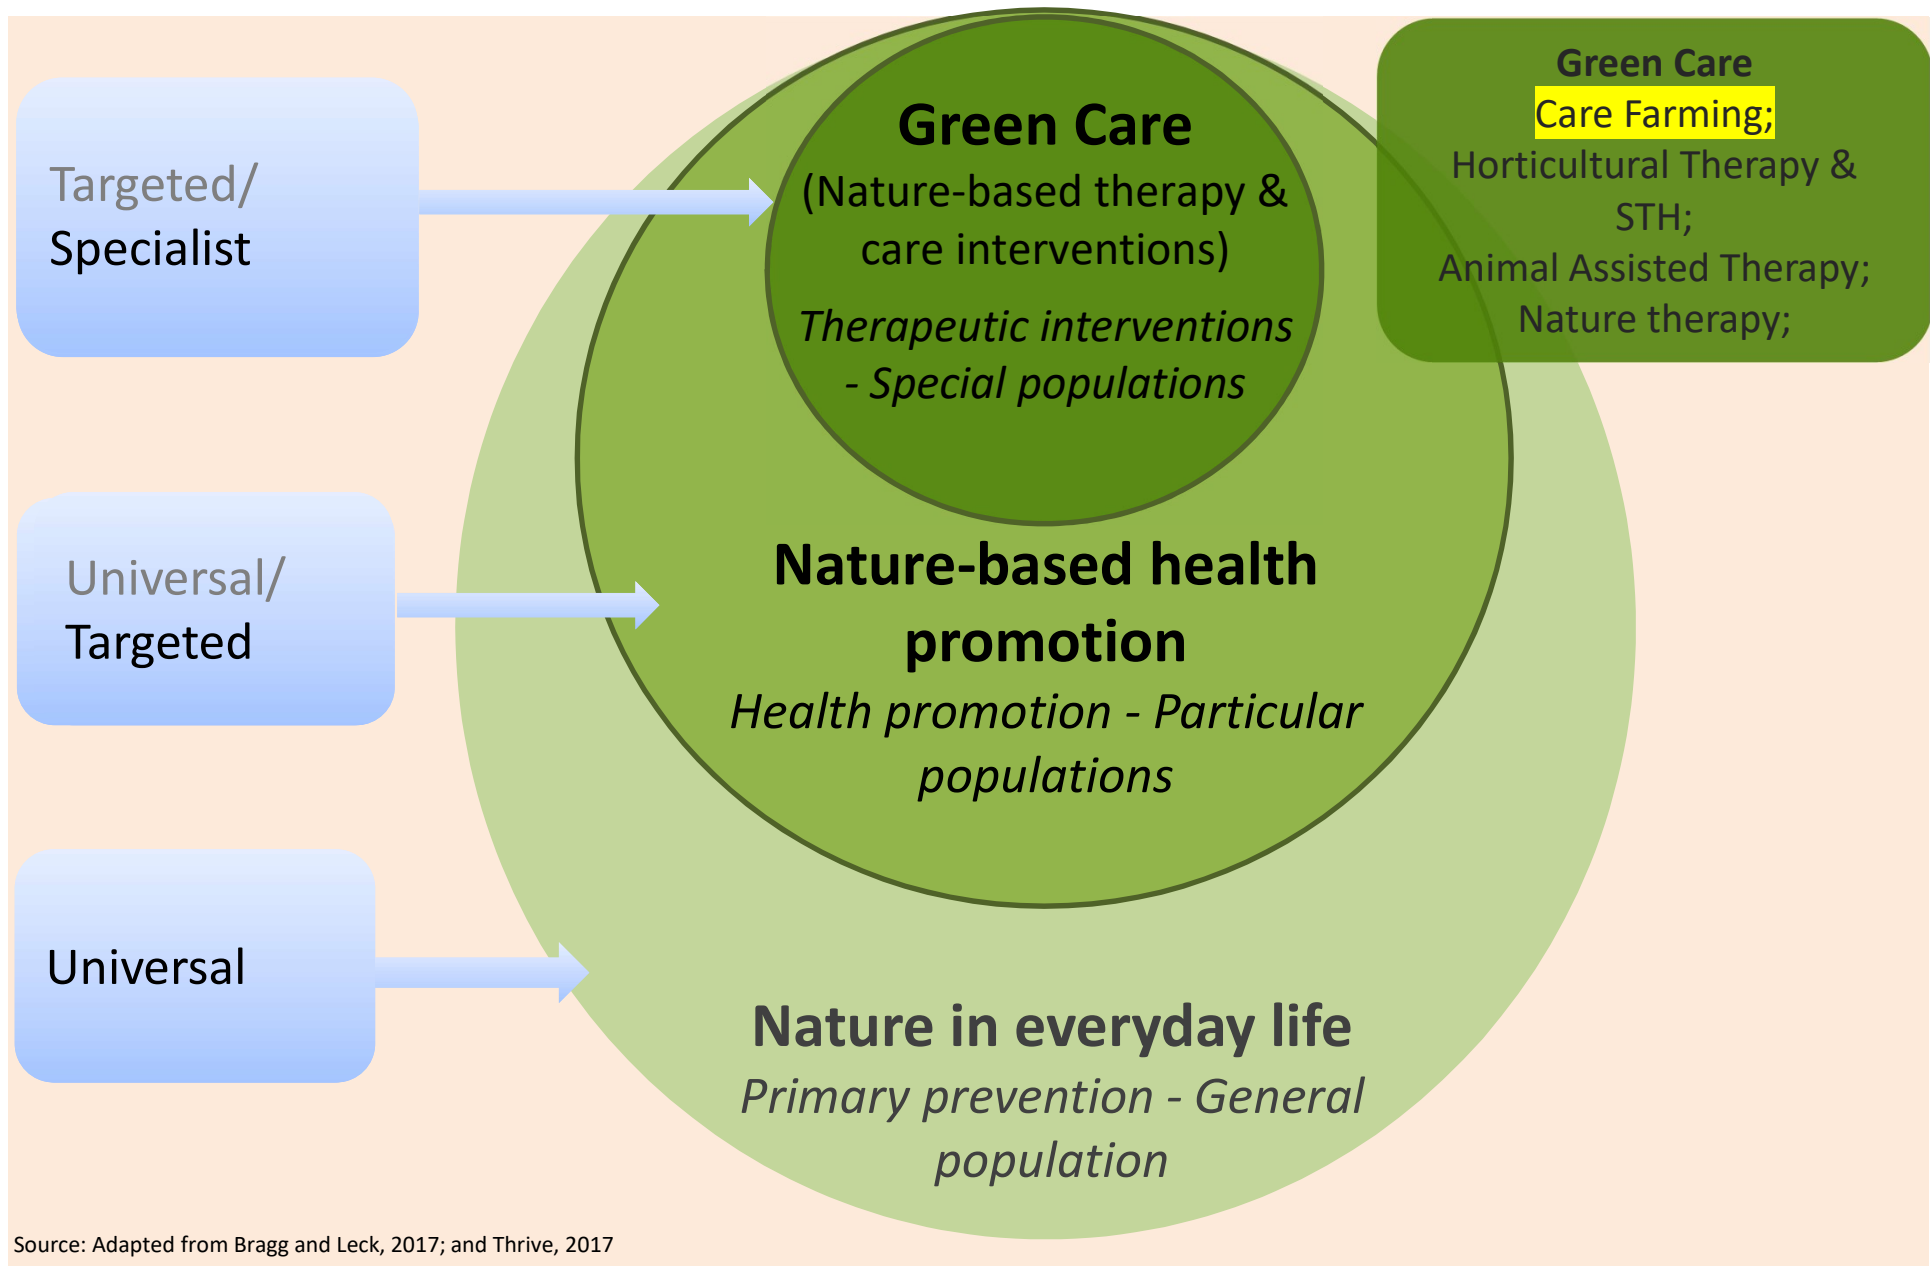 Targeted/
Specialist
Green Care
(Nature-based therapy &
care interventions)
Therapeutic interventions
- Special populations
Green Care
Care Farming;
Horticultural Therapy &
STH;
Animal Assisted Therapy;
Nature therapy;
Universal/
Targeted
Nature-based health
promotion
Health promotion - Particular
populations
Universal
Nature in everyday life
Primary prevention - General
population
Source: Adapted from Bragg and Leck, 2017; and Thrive, 2017